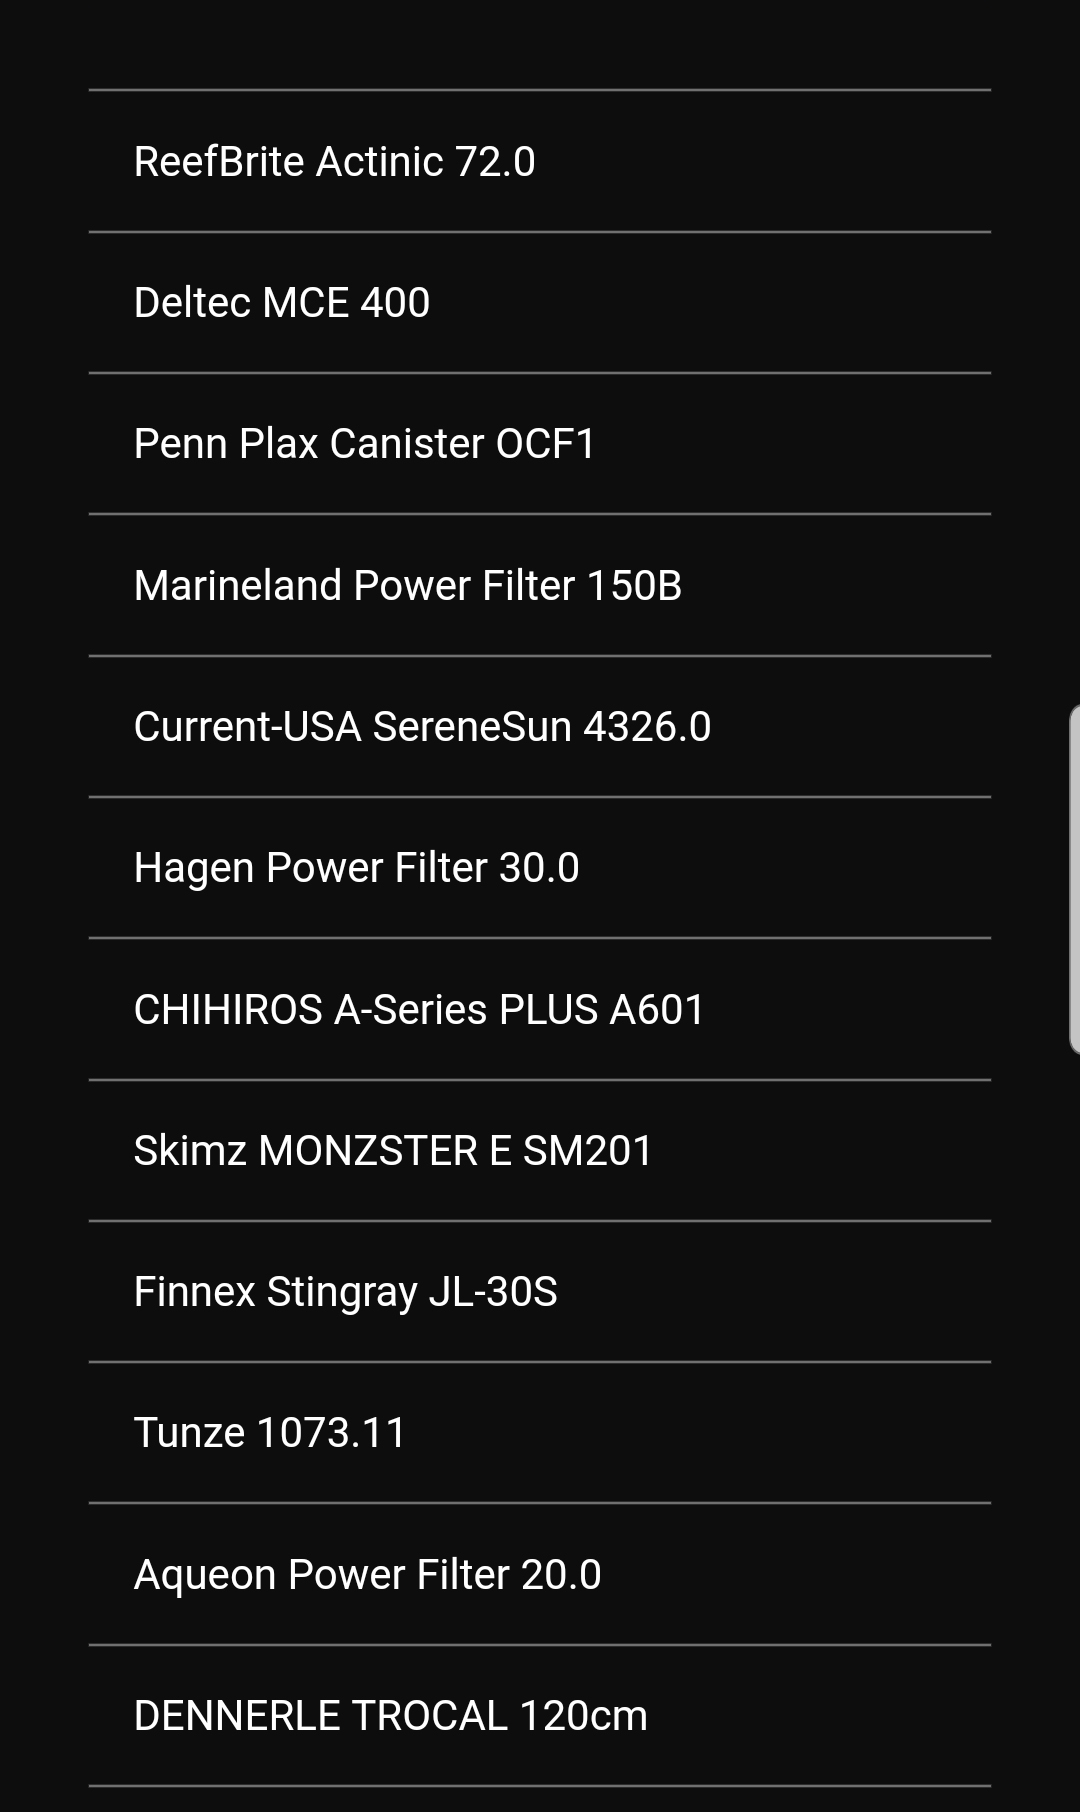 ReefBrite Actinic 72.0
Deltec MCE 400
Penn Plax Canister OCF1
Marineland Power Filter 150B
Current-USA SereneSun 4326.0
Hagen Power Filter 30.0
CHIHIROS A-Series PLUS A601
Skimz MONZSTER E SM201
Finnex Stingray JL-30S
Tunze 1073.11
Aqueon Power Filter 20.0
DENNERLE TROCAL 120cm